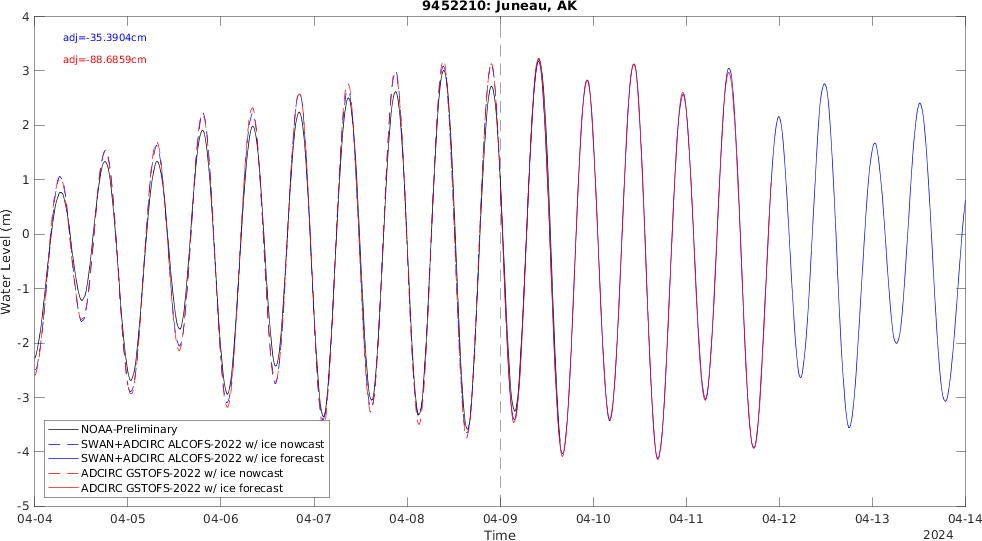 9452210: Juneau, AK
adj=-35.3904cm
adj=-88.6859cm
4
3
2
1
0
-1
-2
-3
-4
-5
Water Level (m)
NOAA-Preliminary
SWAN+ADCIRC ALCOFS-2022 w/ ice nowcast
SWAN+ADCIRC ALCOFS-2022 w/ ice forecast
ADCIRC GSTOFS-2022 w/ ice nowcast
ADCIRC GSTOFS-2022 w/ ice forecast
04-04 04-05 04-06 04-07 04-08 04-09 04-10 04-11 04-12 04-13 04-14
Time
2024